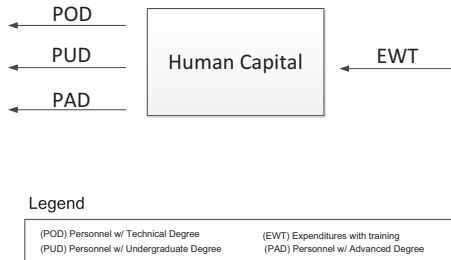 POD
PUD
PAD
Human Capital
EWT
Legend
(POD) Personnel w/ Technical Degree
(EWT) Expenditures with training
(PUD) Personnel w/ Undergraduate Degree
(PAD) Personnel w/ Advanced Degree